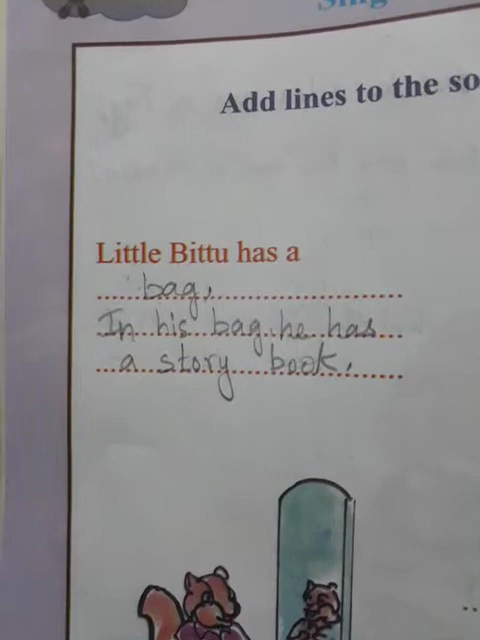 Add lines to the so
Little Bittu has a
bag,
In his bag he has
a story book.